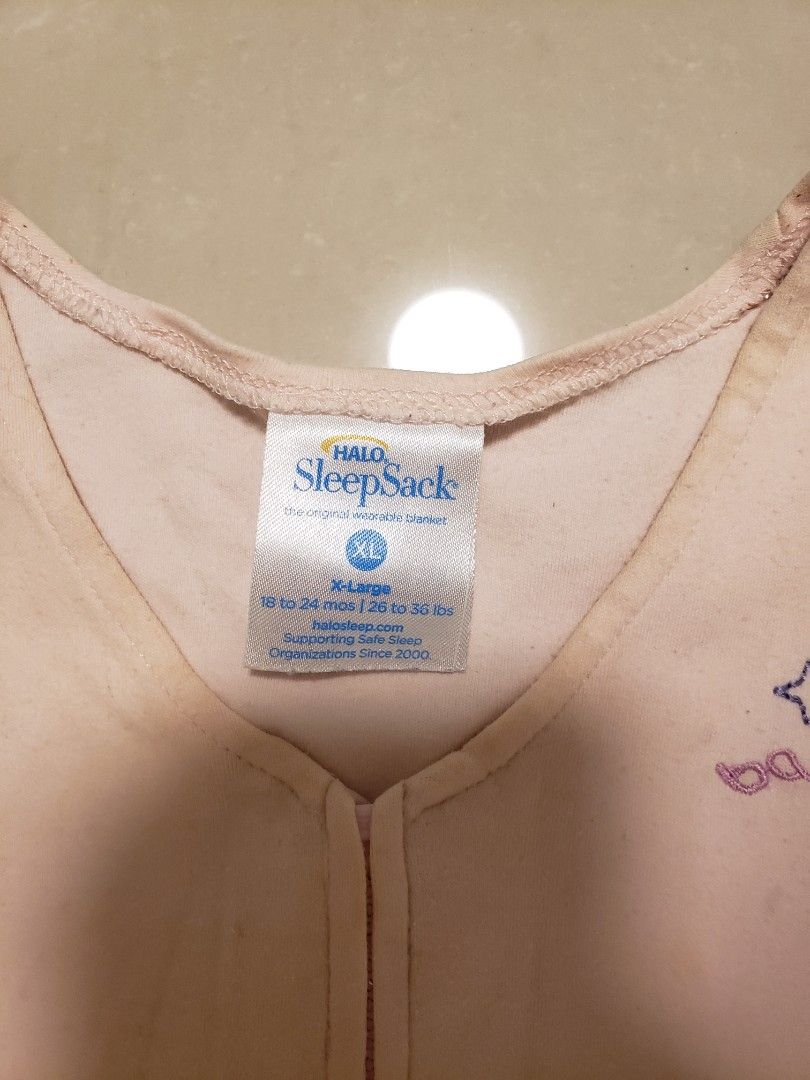 HALO
SleepSack®
the original wearable blanket
XL
X-Large
18 to 24 mos | 26 to 36 lbs
halosleep.com
Supporting Safe Sleep
Organizations Since 2000.